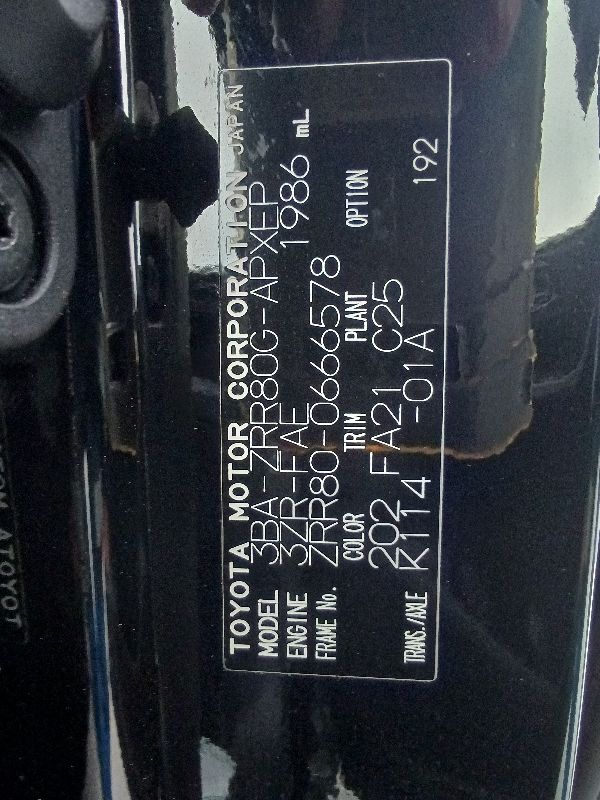 TOYOTA MOTOR CORPORATION JAPAN
MODEL 3BA-ZRR80G-APXEP
ENGINE 3ZR-FAE 1986 mL
FRAME No. ZRR80-0666578
COLOR TRIM PLANT OPTION
202 FA21 C25
TRANS./AXLE K114 -01A 192